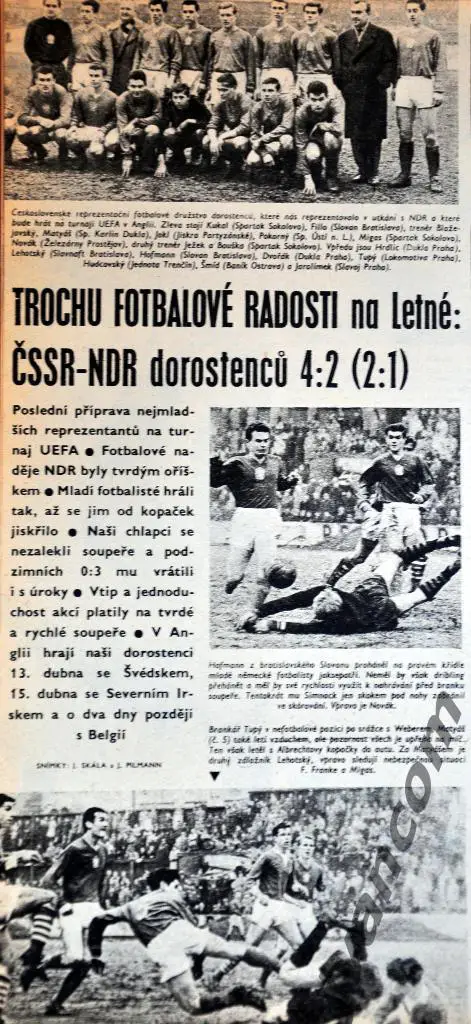 Československé reprezentační fotbalové družstvo dorostenců, které nás reprezentovalo v utkání s NDR a které
bude hrát na turnaji UEFA v Anglii. Zleva stojí Kukal (Spartak Sokolovo), Fillo (Slovan Bratislava), trenér Blaže-
jovský, Matyáš (Sp. Karlín Dukla), Jokl (Jiskra Partyzánské), Pokorný (Sp. Ústí n. L.), Migas (Spartak Sokolovo),
Novák (Železárny Prostějov), druhý trenér Ježek a Bouška (Spartak Sokolovo). Vpředu jsou Hrdlic (Dukla Praha),
Lehotský (Slovnaft Bratislava), Hofmann (Slovan Bratislava), Dvořák (Dukla Praha), Tupý (Lokomotiva Praha),
Hudcovský (Jednota Trenčín), Šmíd (Baník Ostrava) a Jarolímek (Slavoj Praha).
TROCHU FOTBALOVÉ RADOSTI na Letné:
ČSSR-NDR dorostenců 4:2 (2:1)
Poslední příprava nejmlad-
ších reprezentantů na tur-
naj UEFA ● Fotbalové na-
děje NDR byly tvrdým oříš-
kem ● Mladí fotbalisté hráli
tak, až se jim od kopaček
jiskřilo ● Naši chlapci se
nezalekli soupeře a pod-
zimních 0:3 mu vrátili
i s úroky ● Vtip a jednodu-
chost akcí platily na tvrdé
a rychlé soupeře ● V An-
glii hrají naši dorostenci
13. dubna se Švédskem,
15. dubna se Severním Ir-
skem a o dva dny později
s Belgií
SNÍMKY: J. SKÁLA a J. PILMANN
Hofmann z bratislavského Slovanu proháněl na pravém křídle
mladé německé fotbalisty jaksepatří. Neměl by však dribling
přehánět a měl by své rychlosti využít k nahrávání před branku
soupeře. Tentokrát mu Simnack jen skokem pod nohy zabránil
ve skórování. Vpravo je Novák.
Brankář Tupý v nefotbalové pozici po srážce s Weberem. Matyáš
(č. 5) také letí vzduchem, ale pozornost všech je upřena na míč.
Ten však letěl s Albrechtovy kopačky do autu. Za Matyášem je
druhý záložník Lehotský, vpravo sledují nebezpečnou situaci
F. Franke a Migas.